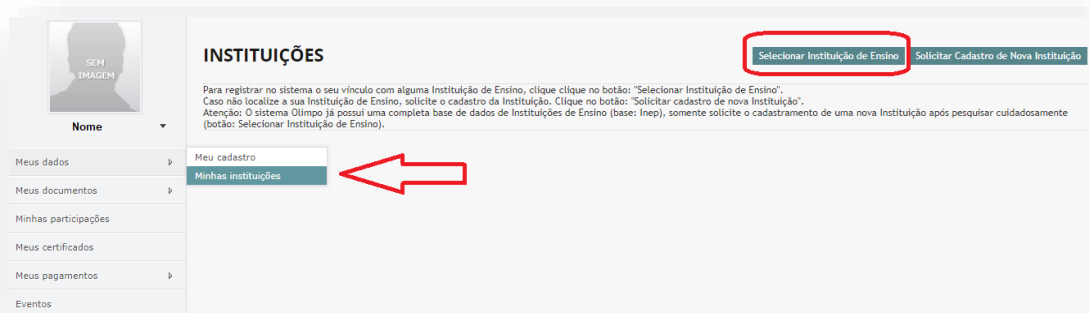 SEM
IMAGEM
Nome
Meus dados
Meus documentos
Minhas participações
Meus certificados
Meus pagamentos
Eventos
INSTITUIÇÕES
Selecionar Instituição de Ensino
Solicitar Cadastro de Nova Instituição
Para registrar no sistema o seu vínculo com alguma Instituição de Ensino, clique clique no botão: "Selecionar Instituição de Ensino".
Caso não localize a sua Instituição de Ensino, solicite o cadastro da Instituição. Clique no botão: "Solicitar cadastro de nova Instituição".
Atenção: O sistema Olimpo já possuí uma completa base de dados de Instituições de Ensino (base: Inep), somente solicite o cadastramento de uma nova Instituição após pesquisar cuidadosamente
(botão: Selecionar Instituição de Ensino).
Meu cadastro
Minhas instituições